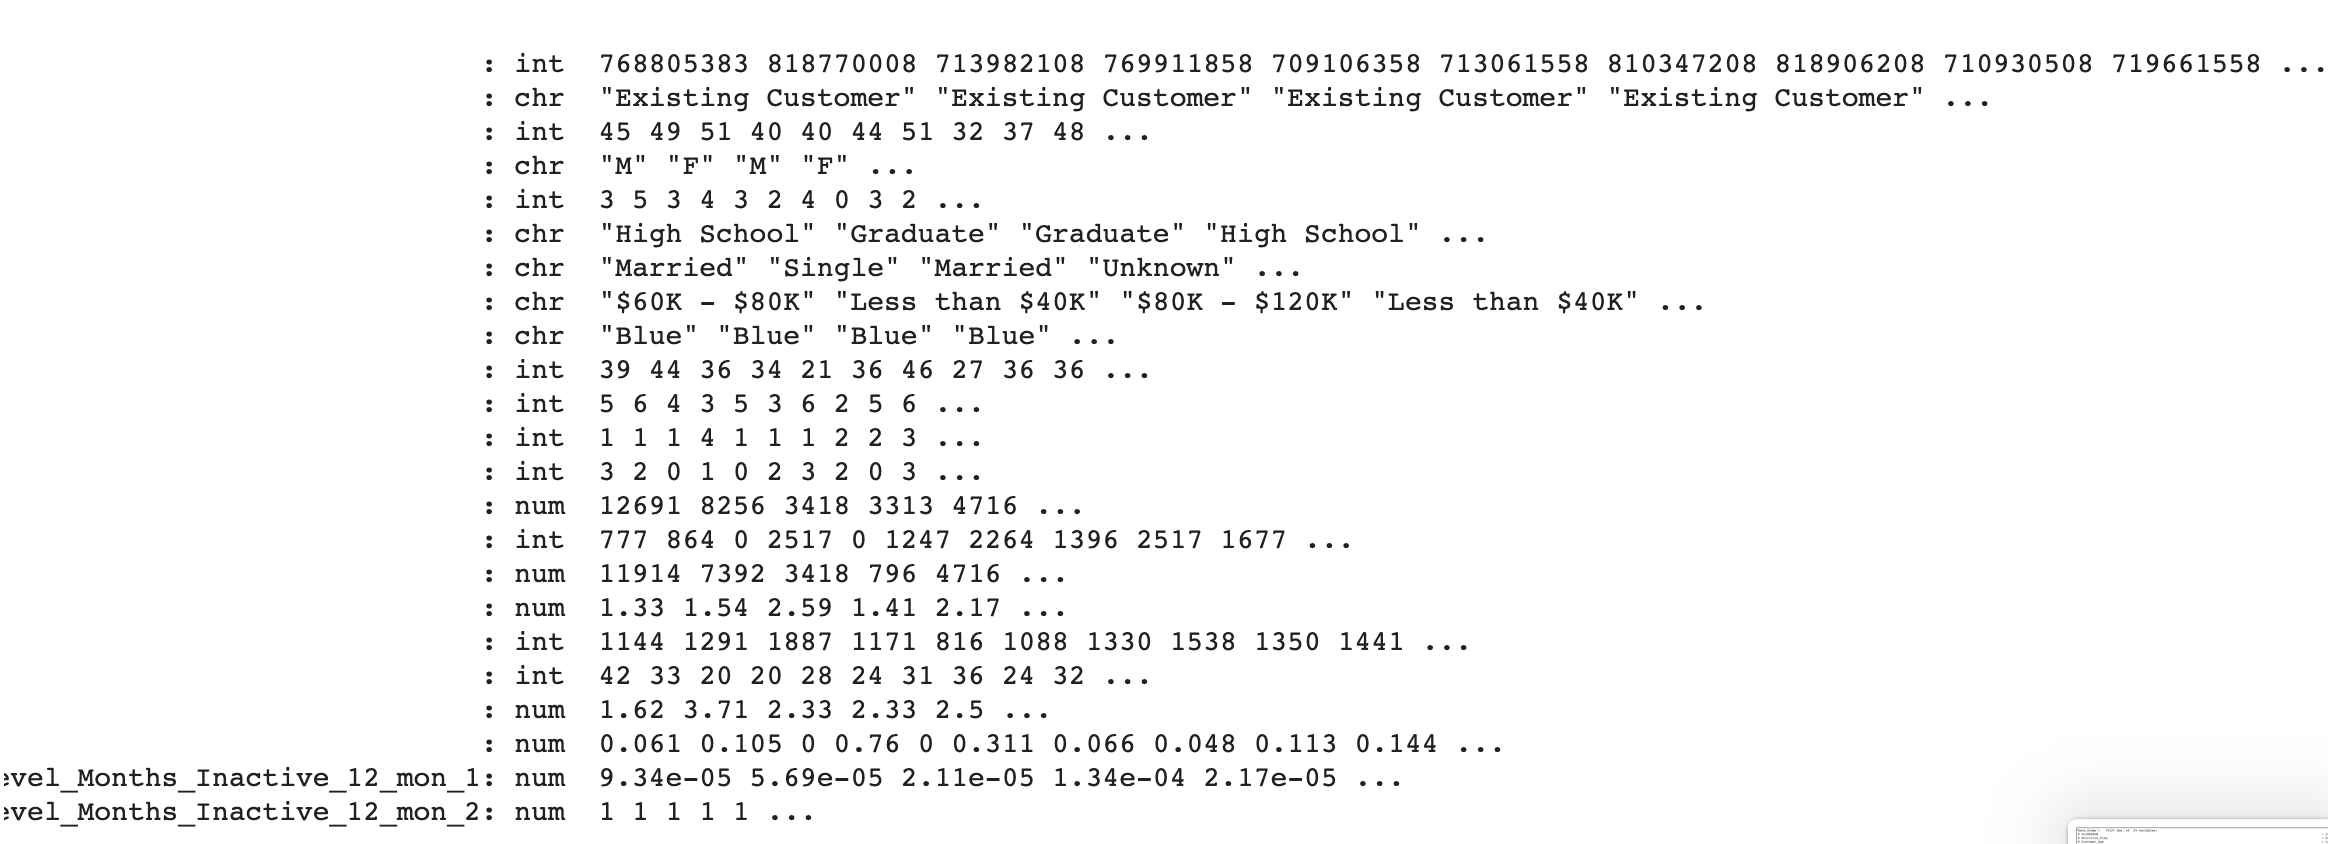 : int 768805383 818770008 713982108 769911858 709106358 713061558 810347208 818906208 710930508 719661558 ...
: chr "Existing Customer" "Existing Customer" "Existing Customer" "Existing Customer" ...
: int 45 49 51 40 40 44 51 32 37 48 ...
: chr "M" "F" "M" "F" ...
: int 3 5 3 4 3 2 4 0 3 2 ...
: chr "High School" "Graduate" "Graduate" "High School" ...
: chr "Married" "Single" "Married" "Unknown" ...
: chr "$60K - $80K" "Less than $40K" "$80K - $120K" "Less than $40K" ...
: chr "Blue" "Blue" "Blue" "Blue" ...
: int 39 44 36 34 21 36 46 27 36 36 ...
: int 5 6 4 3 5 3 6 2 5 6 ...
: int 1 1 1 4 1 1 1 2 2 3 ...
: int 3 2 0 1 0 2 3 2 0 3 ...
: num 12691 8256 3418 3313 4716 ...
: int 777 864 0 2517 0 1247 2264 1396 2517 1677 ...
: num 11914 7392 3418 796 4716 ...
: num 1.33 1.54 2.59 1.41 2.17 ...
: int 1144 1291 1887 1171 816 1088 1330 1538 1350 1441 ...
: int 42 33 20 20 28 24 31 36 24 32 ...
: num 1.62 3.71 2.33 2.33 2.5 ...
: num 0.061 0.105 0 0.76 0 0.311 0.066 0.048 0.113 0.144 ...
evel_Months_Inactive_12_mon_1: num 9.34e-05 5.69e-05 2.11e-05 1.34e-04 2.17e-05 ...
evel_Months_Inactive_12_mon_2: num 1 1 1 1 1 ...